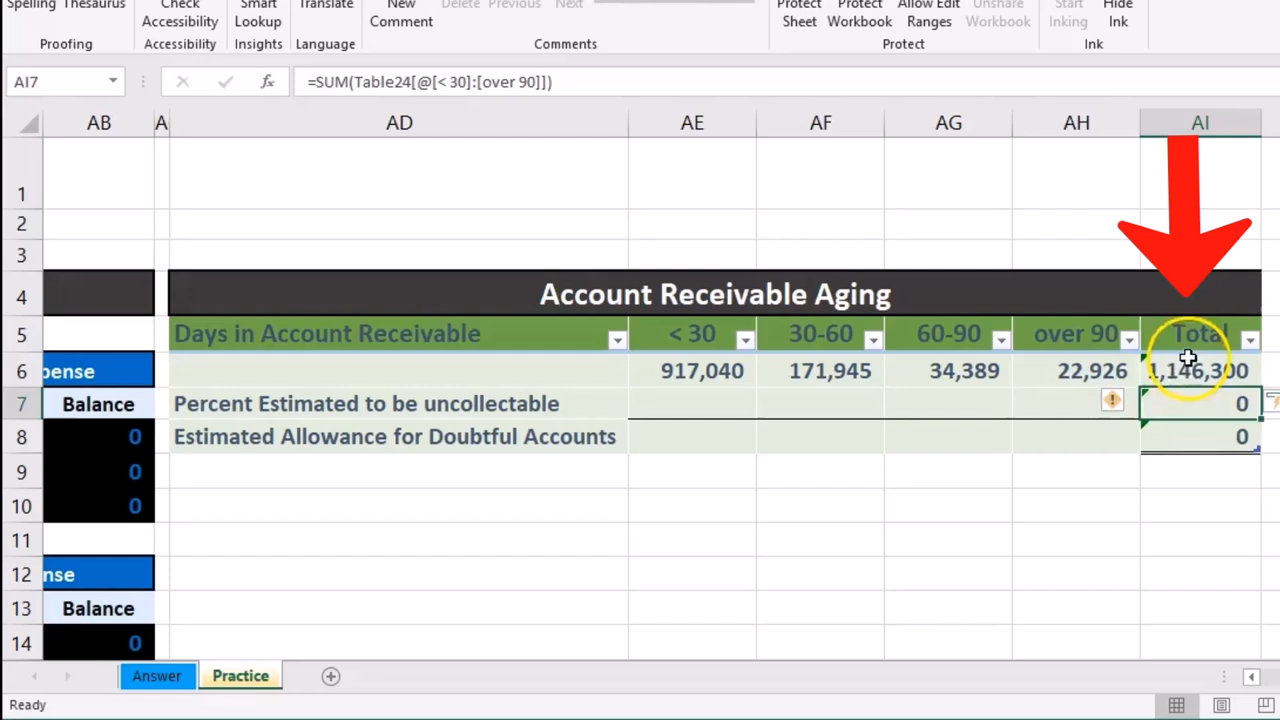 Spelling Thesaurus Check Accessibility Smart Lookup Translate New Comment Delete Previous Next Protect Sheet Protect Workbook Allow Edit Ranges Unshare Workbook Start Inking Hide Ink
Proofing Accessibility Insights Language Comments Protect Ink
AI7 fx =SUM(Table24[@[< 30]:[over 90]])
AB A AD AE AF AG AH AI
1
2
3
4 Account Receivable Aging
5 Days in Account Receivable < 30 30-60 60-90 over 90 Total
6 pense 917,040 171,945 34,389 22,926 1,146,300
7 Balance Percent Estimated to be uncollectable 0
8 0 Estimated Allowance for Doubtful Accounts 0
9 0
10 0
11
12 nse
13 Balance
14 0
Answer Practice
Ready